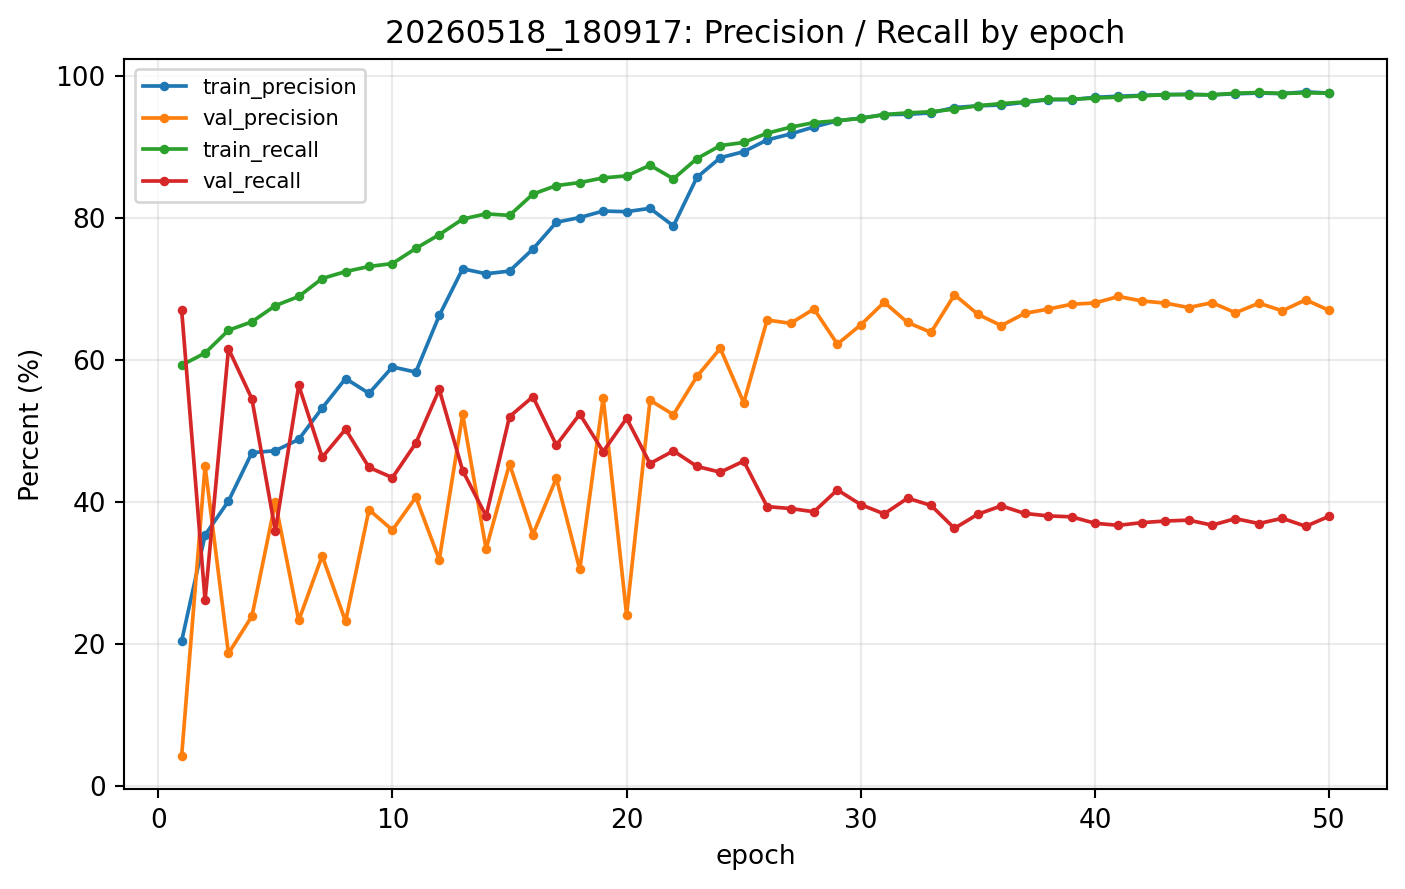 20260518_180917: Precision / Recall by epoch
train_precision
val_precision
train_recall
val_recall
Percent (%)
100
80
60
40
20
0
0 10 20 30 40 50
epoch